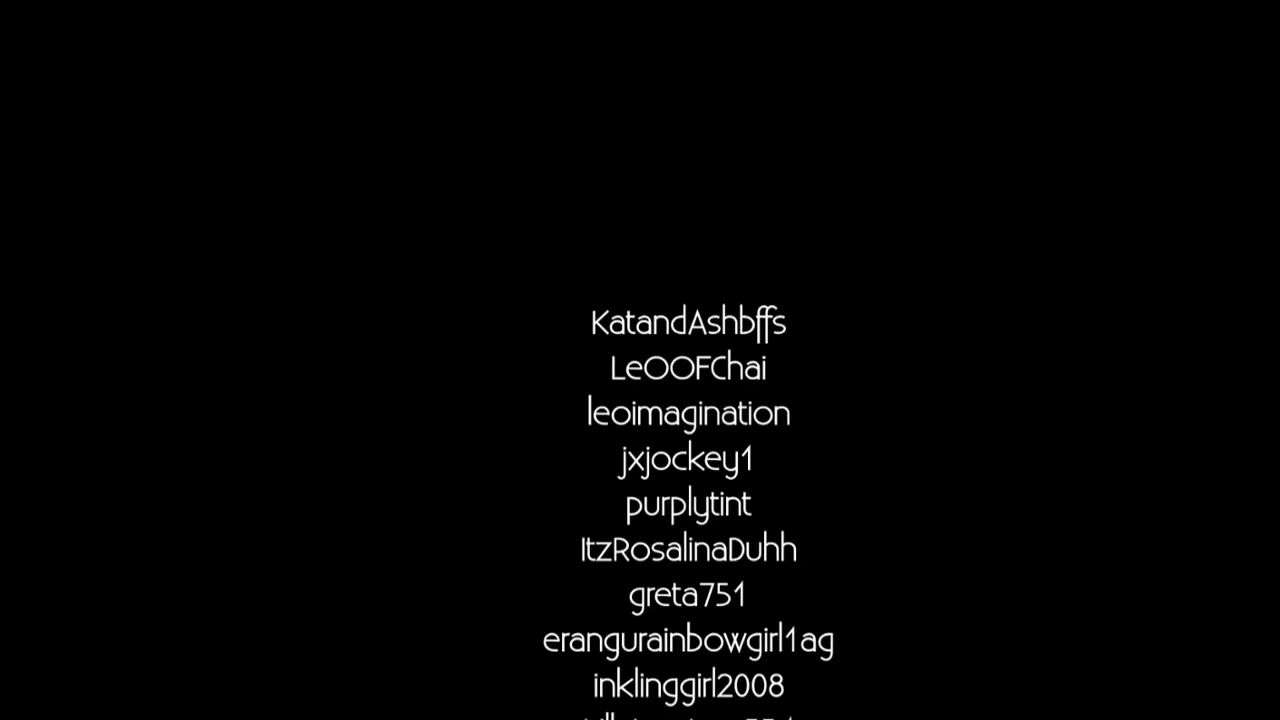 KatandAshbffs
LeOOFChai
leoimagination
jxjockey1
purplytint
ItzRosalinaDuhh
greta751
erangurainbowgirl1ag
inklinggirl2008